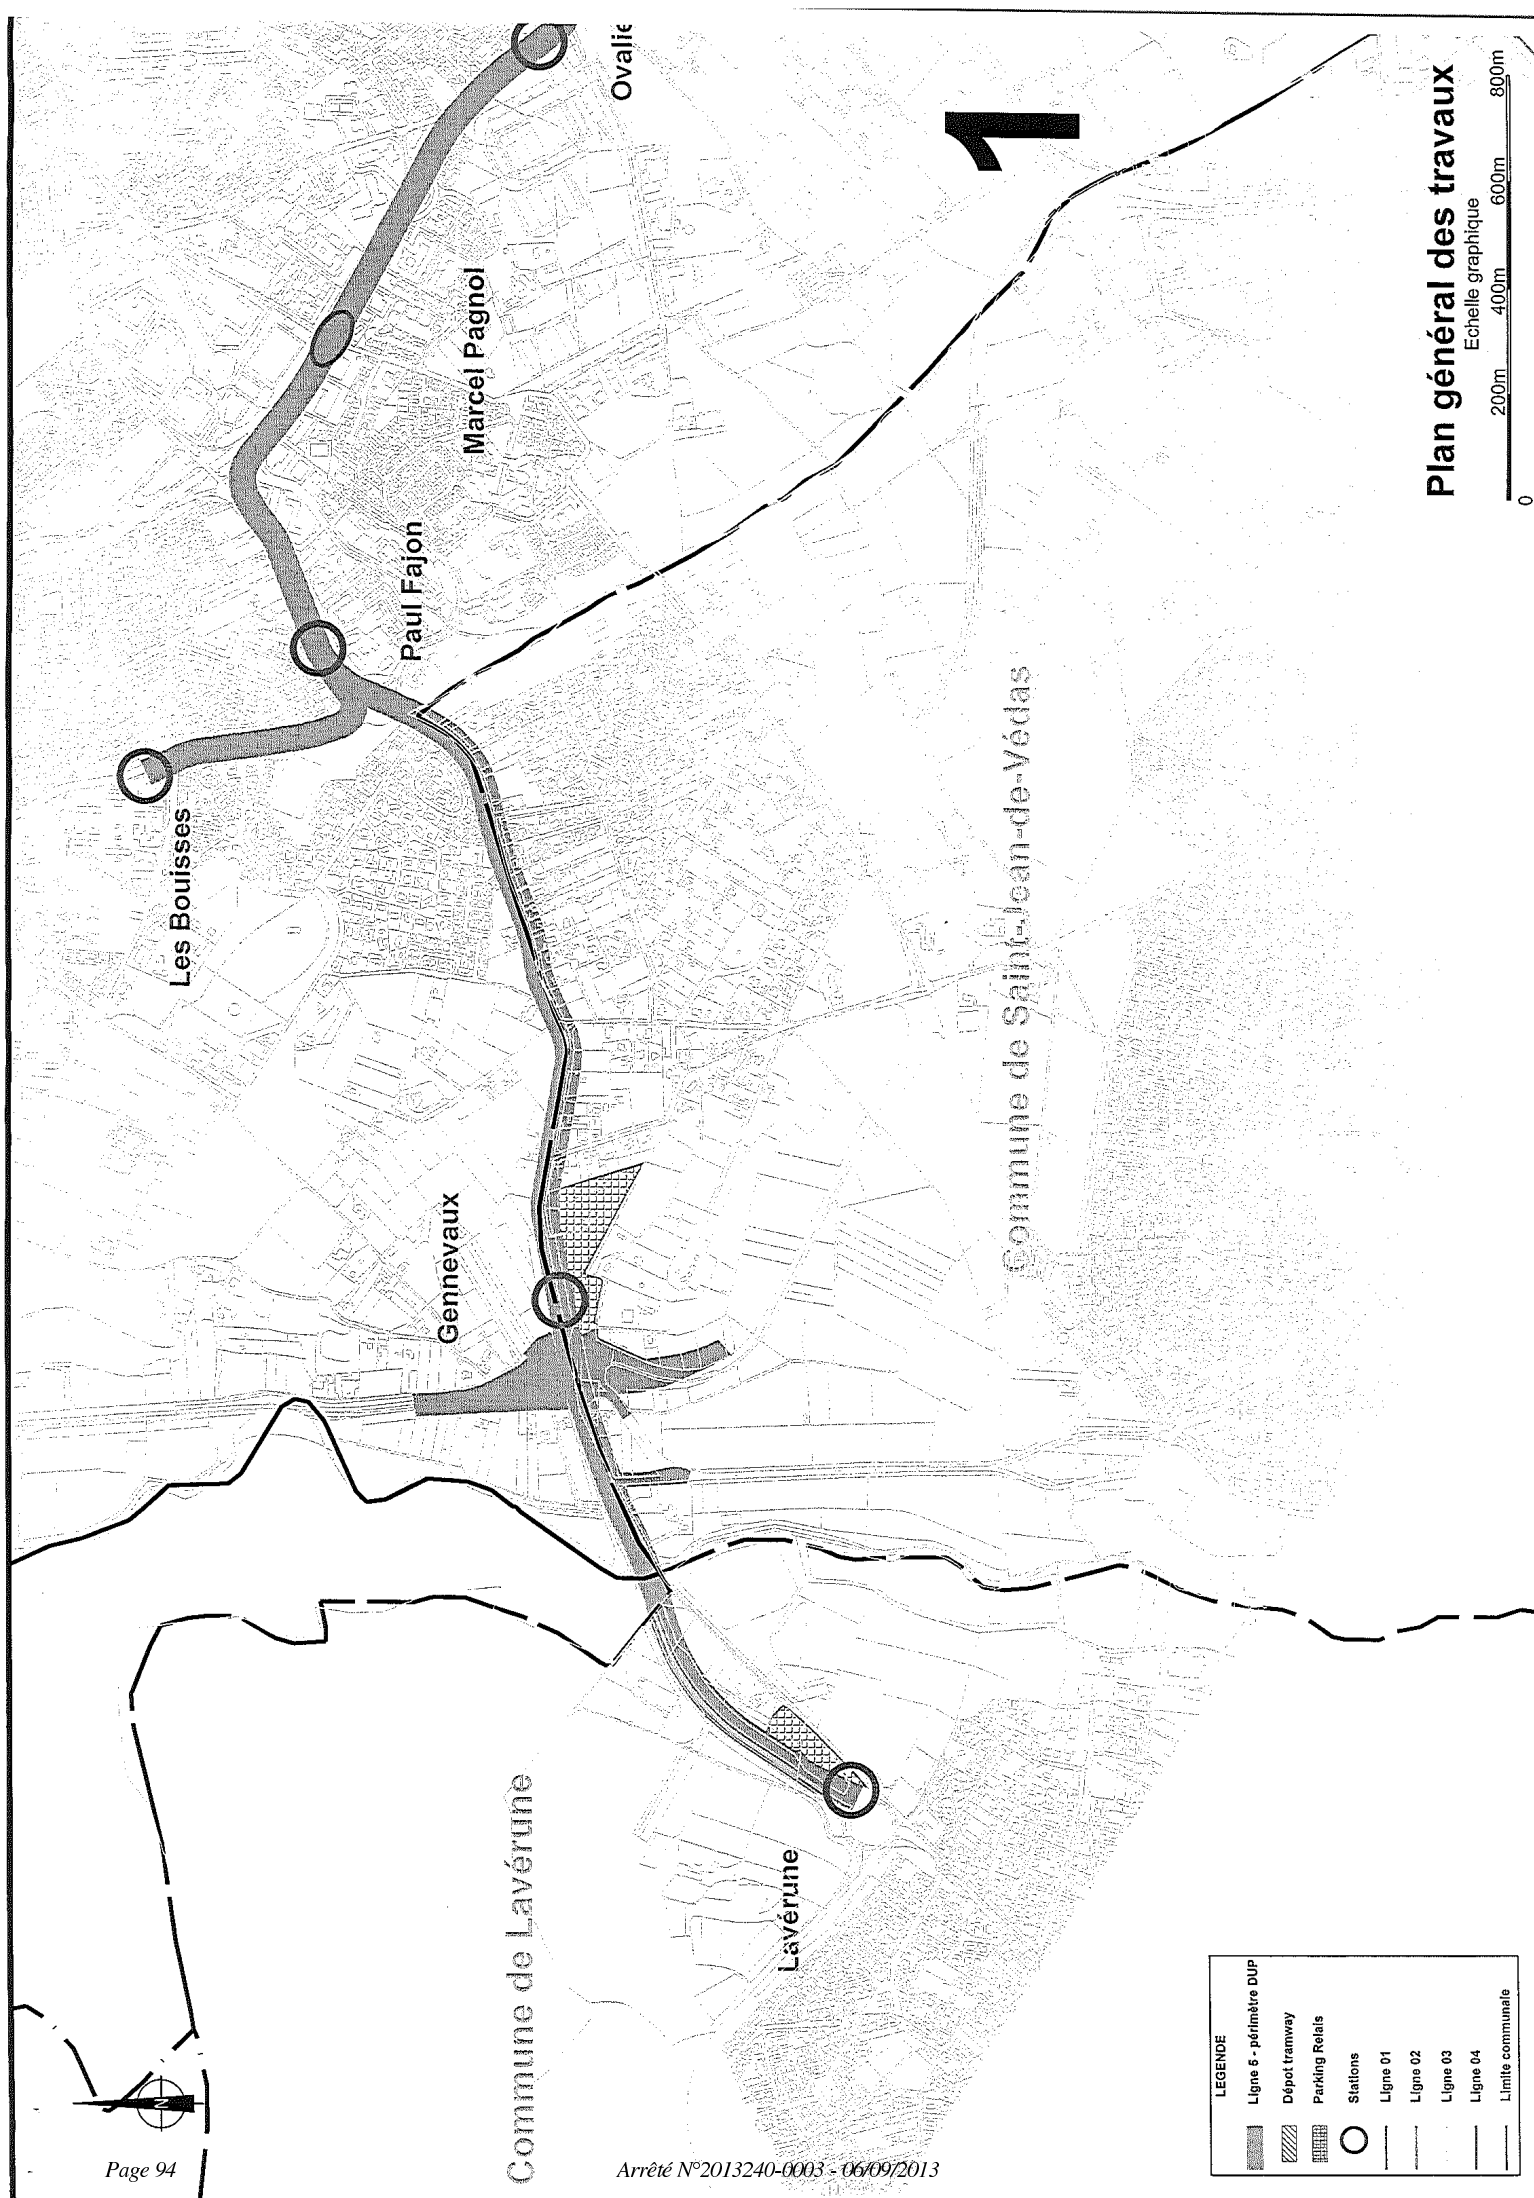 Ovalie
1
Marcel Pagnol
Paul Fajon
Les Bouisses
Gennevaux
Lavérune
Commune de Lavérune
Commune de Saint-Jean-de-Védas
Plan général des travaux
Echelle graphique
0 200m 400m 600m 800m
N
LEGENDE
Ligne 5 - périmètre DUP
Dépot tramway
Parking Relais
Stations
Ligne 01
Ligne 02
Ligne 03
Ligne 04
Limite communale
Page 94
Arrêté N°2013240-0003 - 06/09/2013